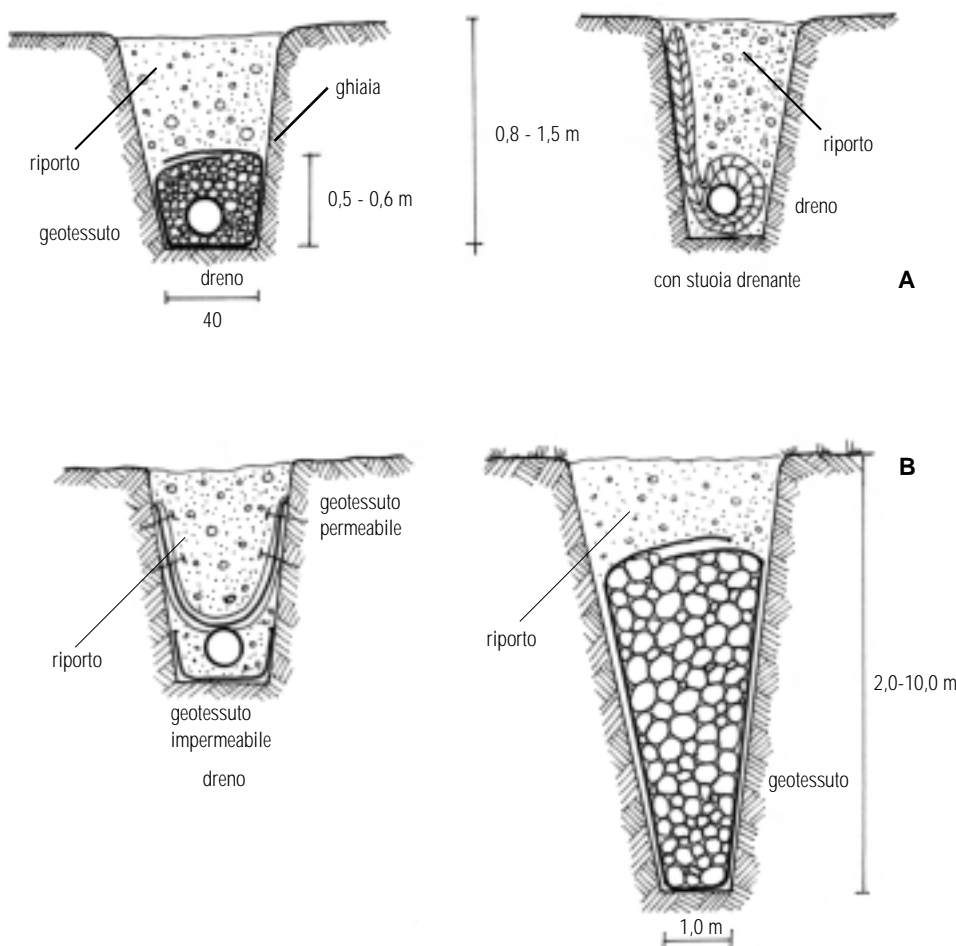 ghiaia
riporto
0,5 - 0,6 m
geotessuto
dreno
40
0,8 - 1,5 m
riporto
dreno
con stuoia drenante
A
geotessuto
permeabile
riporto
geotessuto
impermeabile
dreno
B
riporto
2,0-10,0 m
geotessuto
1,0 m